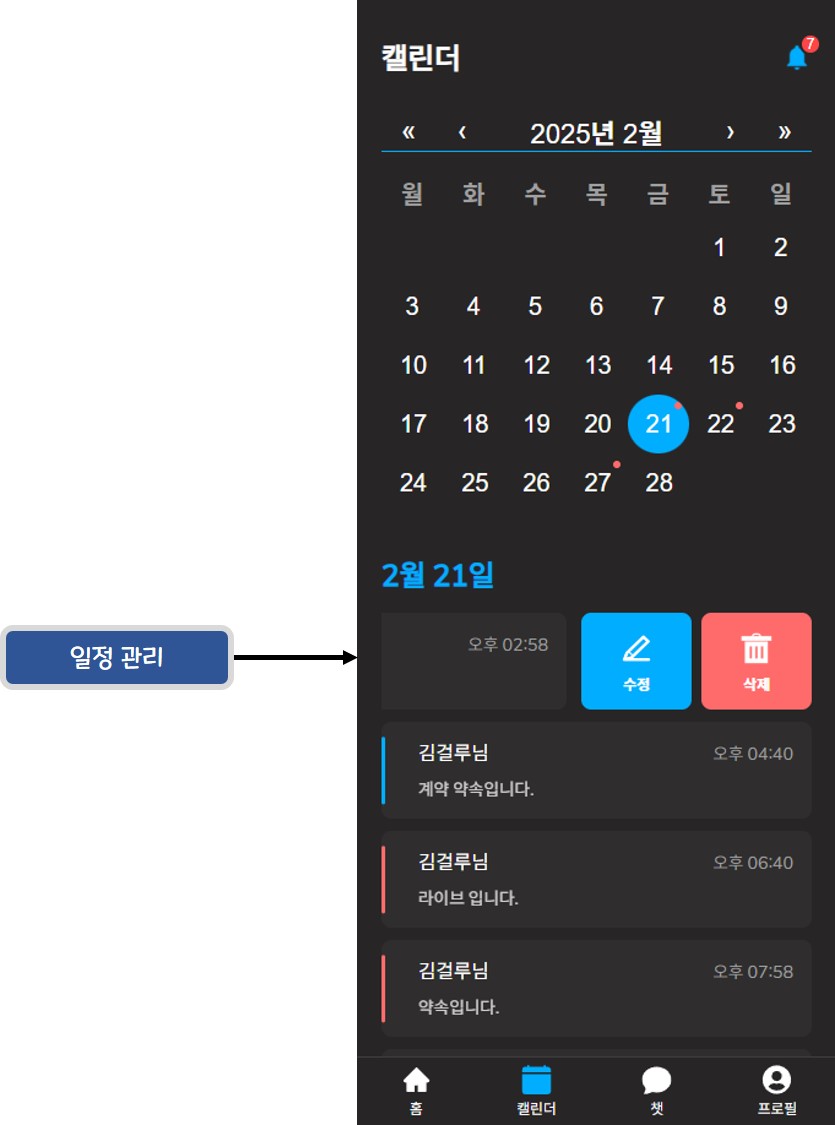 캘린더
7
« ‹ 2025년 2월 › »
월 화 수 목 금 토 일
1 2
3 4 5 6 7 8 9
10 11 12 13 14 15 16
17 18 19 20 21 22 23
24 25 26 27 28
2월 21일
일정 관리
오후 02:58
수정
삭제
김걸루님
오후 04:40
계약 약속입니다.
김걸루님
오후 06:40
라이브 입니다.
김걸루님
오후 07:58
약속입니다.
홈 캘린더 챗 프로필